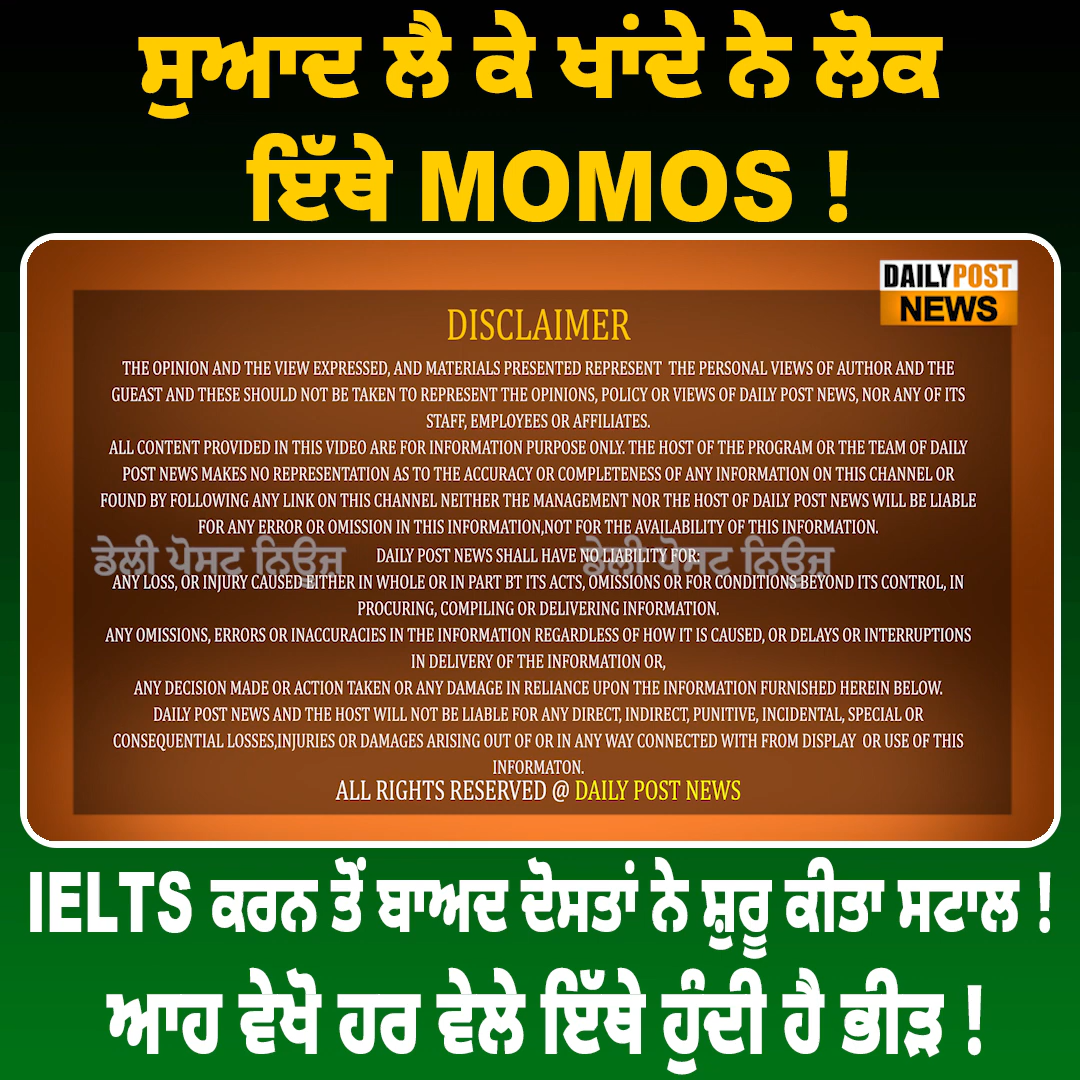 ਸੁਆਦ ਲੈ ਕੇ ਖਾਂਦੇ ਨੇ ਲੋਕ
ਇੱਥੇ MOMOS !
DAILYPOST
NEWS
DISCLAIMER
THE OPINION AND THE VIEW EXPRESSED, AND MATERIALS PRESENTED REPRESENT THE PERSONAL VIEWS OF AUTHOR AND THE
GUEAST AND THESE SHOULD NOT BE TAKEN TO REPRESENT THE OPINIONS, POLICY OR VIEWS OF DAILY POST NEWS, NOR ANY OF ITS
STAFF, EMPLOYEES OR AFFILIATES.
ALL CONTENT PROVIDED IN THIS VIDEO ARE FOR INFORMATION PURPOSE ONLY. THE HOST OF THE PROGRAM OR THE TEAM OF DAILY
POST NEWS MAKES NO REPRESENTATION AS TO THE ACCURACY OR COMPLETENESS OF ANY INFORMATION ON THIS CHANNEL OR
FOUND BY FOLLOWING ANY LINK ON THIS CHANNEL NEITHER THE MANAGEMENT NOR THE HOST OF DAILY POST NEWS WILL BE LIABLE
FOR ANY ERROR OR OMISSION IN THIS INFORMATION,NOT FOR THE AVAILABILITY OF THIS INFORMATION.
ਡੇਲੀ ਪੋਸਟ ਨਿਊਜ਼ ਡੇਲੀ ਪੋਸਟ ਨਿਊਜ਼
DAILY POST NEWS SHALL HAVE NO LIABILITY FOR:
ANY LOSS, OR INJURY CAUSED EITHER IN WHOLE OR IN PART BT ITS ACTS, OMISSIONS OR FOR CONDITIONS BEYOND ITS CONTROL, IN
PROCURING, COMPILING OR DELIVERING INFORMATION.
ANY OMISSIONS, ERRORS OR INACCURACIES IN THE INFORMATION REGARDLESS OF HOW IT IS CAUSED, OR DELAYS OR INTERRUPTIONS
IN DELIVERY OF THE INFORMATION OR,
ANY DECISION MADE OR ACTION TAKEN OR ANY DAMAGE IN RELIANCE UPON THE INFORMATION FURNISHED HEREIN BELOW.
DAILY POST NEWS AND THE HOST WILL NOT BE LIABLE FOR ANY DIRECT, INDIRECT, PUNITIVE, INCIDENTAL, SPECIAL OR
CONSEQUENTIAL LOSSES,INJURIES OR DAMAGES ARISING OUT OF OR IN ANY WAY CONNECTED WITH FROM DISPLAY OR USE OF THIS
INFORMATON.
ALL RIGHTS RESERVED @ DAILY POST NEWS
IELTS ਕਰਨ ਤੋਂ ਬਾਅਦ ਦੋਸਤਾਂ ਨੇ ਸ਼ੁਰੂ ਕੀਤਾ ਸਟਾਲ !
ਆਹ ਵੇਖੋ ਹਰ ਵੇਲੇ ਇੱਥੇ ਹੁੰਦੀ ਹੈ ਭੀੜ !